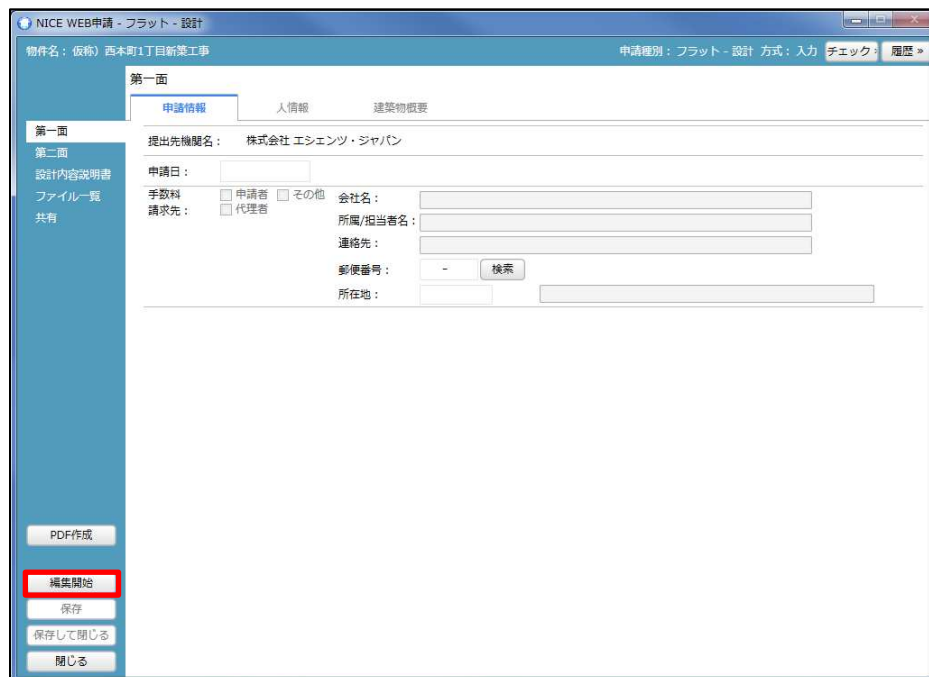 NICE WEB申請 - フラット - 設計
物件名： 仮称）西本町1丁目新築工事 申請種別： フラット - 設計 方式： 入力 チェック» 履歴 »
第一面
申請情報 人情報 建築物概要
第一面
第二面
設計内容説明書
ファイル一覧
共有
提出先機関名： 株式会社 エシェンツ・ジャパン
申請日：
手数料 申請者 その他 会社名：
請求先： 代理者 所属/担当者名：
連絡先：
郵便番号： - 検索
所在地：
PDF作成
編集開始
保存
保存して閉じる
閉じる